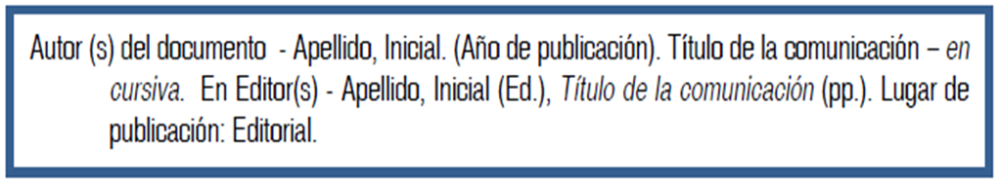 Autor (s) del documento - Apellido, Inicial. (Año de publicación). Título de la comunicación – en
cursiva. En Editor(s) - Apellido, Inicial (Ed.), Título de la comunicación (pp.). Lugar de
publicación: Editorial.